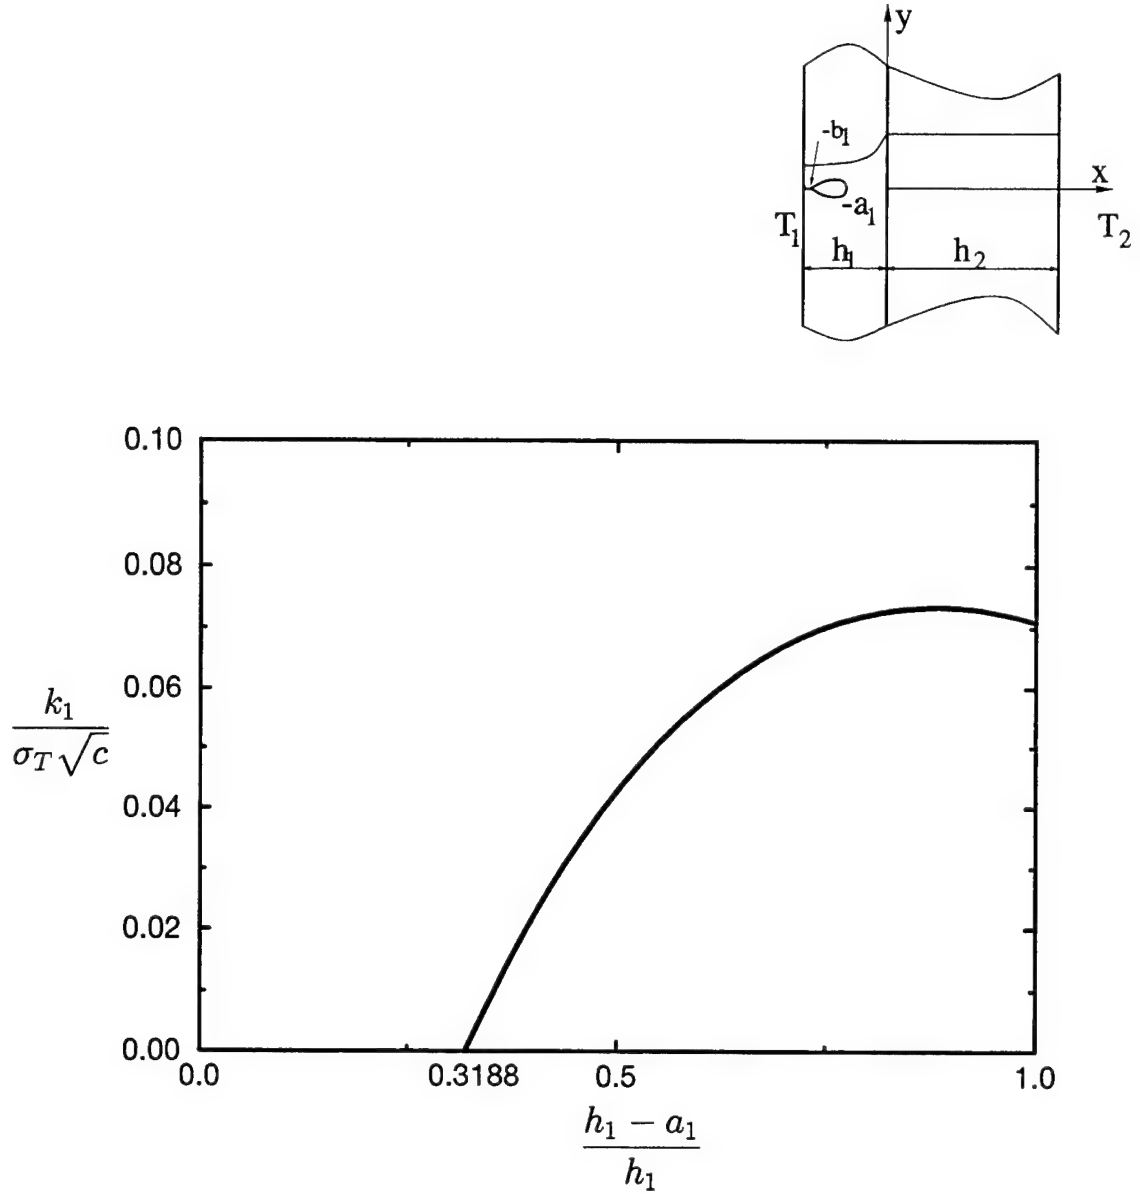 y
-b₁
x
-a₁
T₁
T₂
h₁
h₂
0.10
0.08
0.06
k₁
σ_T√c
0.04
0.02
0.00
0.0
0.3188
0.5
1.0
h₁ − a₁
h₁